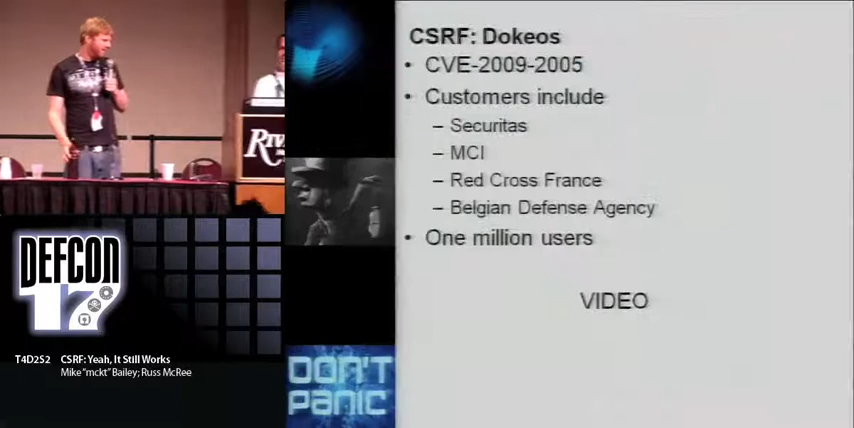 CSRF: Dokeos
• CVE-2009-2005
• Customers include
– Securitas
– MCI
– Red Cross France
– Belgian Defense Agency
• One million users
VIDEO
DEFCON
17
T4D252 CSRF: Yeah, It Still Works
Mike "mckt" Bailey; Russ McRee
DON'T
PANIC